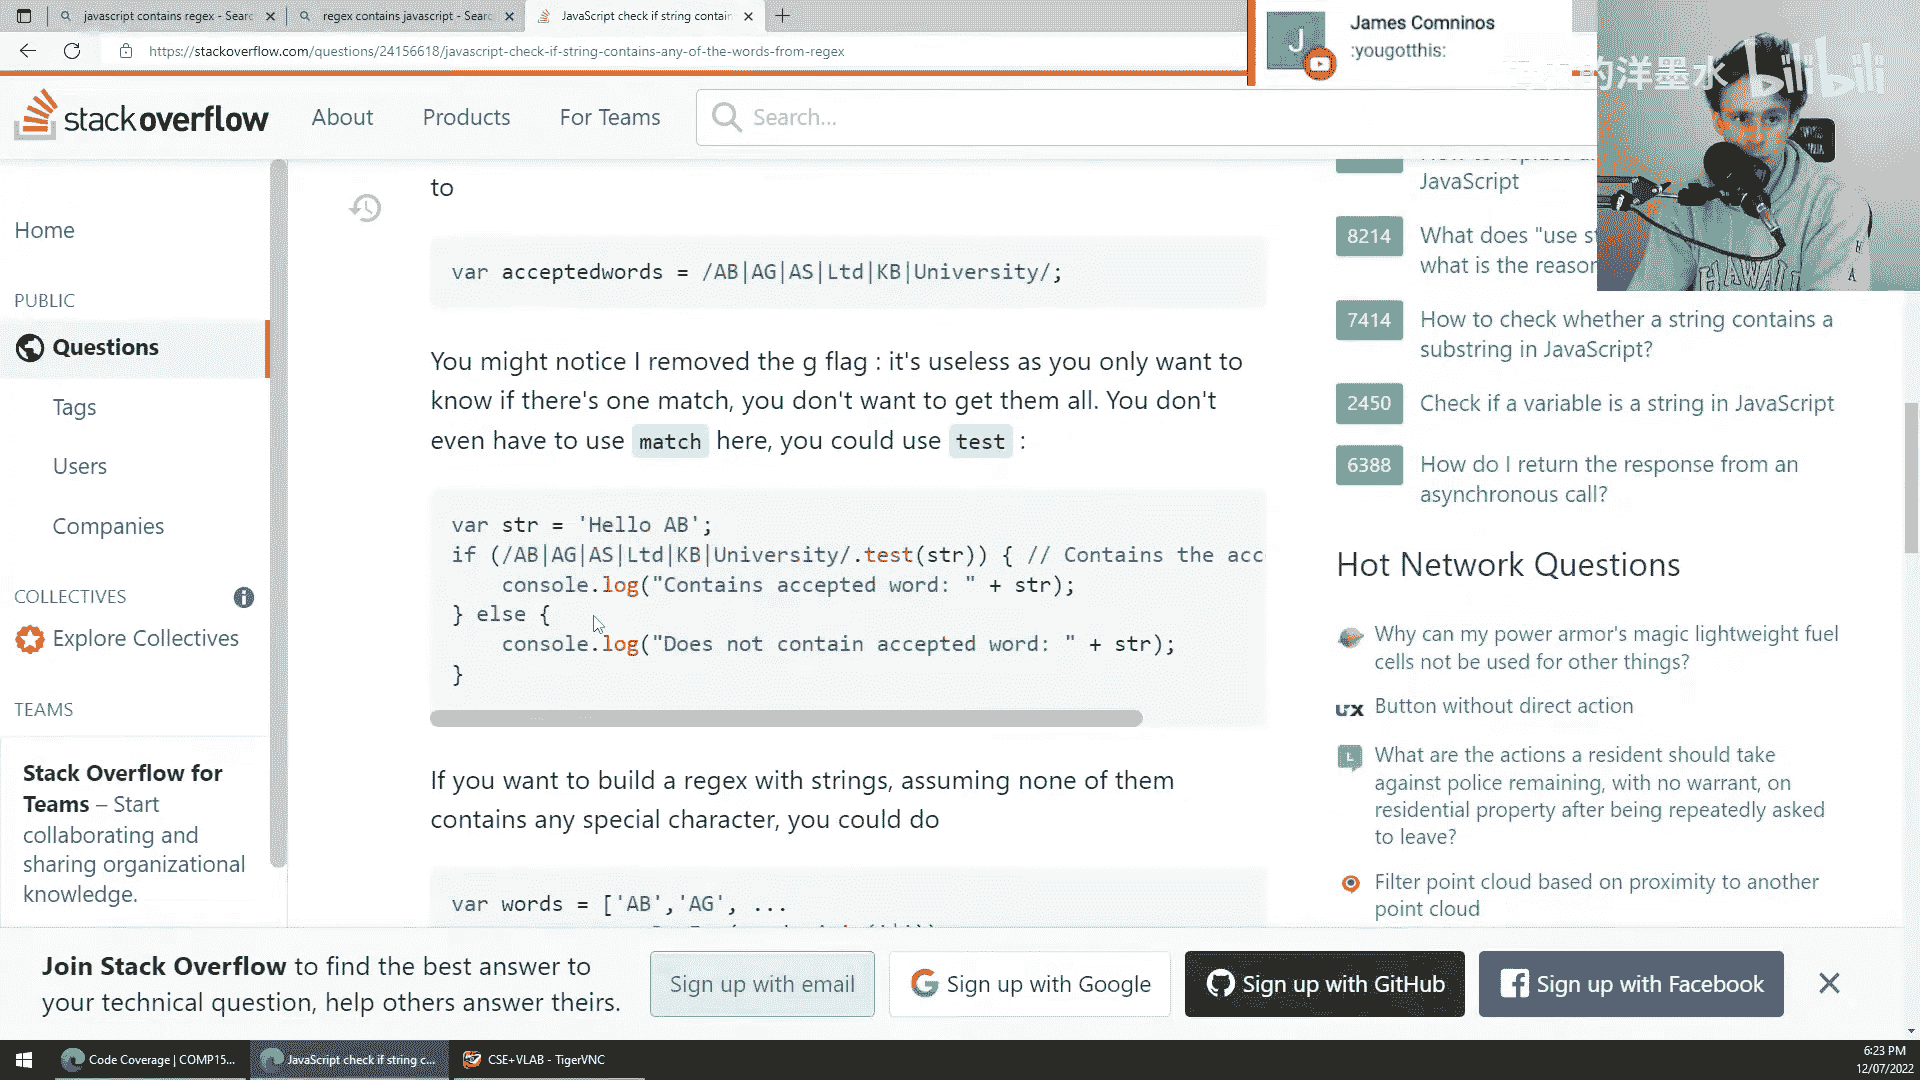 javascript contains regex - Searc
regex contains javascript - Searc
JavaScript check if string contain
https://stackoverflow.com/questions/24156618/javascript-check-if-string-contains-any-of-the-words-from-regex
J
James Comninos
:yougotthis:
的洋墨水 bilibili
stackoverflow
About
Products
For Teams
Search...
Home
PUBLIC
Questions
Tags
Users
Companies
COLLECTIVES
Explore Collectives
TEAMS
Stack Overflow for
Teams – Start
collaborating and
sharing organizational
knowledge.
to
var acceptedwords = /AB|AG|AS|Ltd|KB|University/;
You might notice I removed the g flag : it's useless as you only want to
know if there's one match, you don't want to get them all. You don't
even have to use match here, you could use test :
var str = 'Hello AB';
if (/AB|AG|AS|Ltd|KB|University/.test(str)) { // Contains the acc
console.log("Contains accepted word: " + str);
} else {
console.log("Does not contain accepted word: " + str);
}
If you want to build a regex with strings, assuming none of them
contains any special character, you could do
var words = ['AB','AG', ...
JavaScript
8214
What does "use s
what is the reason
7414
How to check whether a string contains a
substring in JavaScript?
2450
Check if a variable is a string in JavaScript
6388
How do I return the response from an
asynchronous call?
Hot Network Questions
Why can my power armor's magic lightweight fuel
cells not be used for other things?
Button without direct action
What are the actions a resident should take
against police remaining, with no warrant, on
residential property after being repeatedly asked
to leave?
Filter point cloud based on proximity to another
point cloud
HAWAII
Join Stack Overflow to find the best answer to
your technical question, help others answer theirs.
Sign up with email
Sign up with Google
Sign up with GitHub
Sign up with Facebook
Code Coverage | COMP15...
JavaScript check if string c...
CSE+VLAB - TigerVNC
6:23 PM
12/07/2022